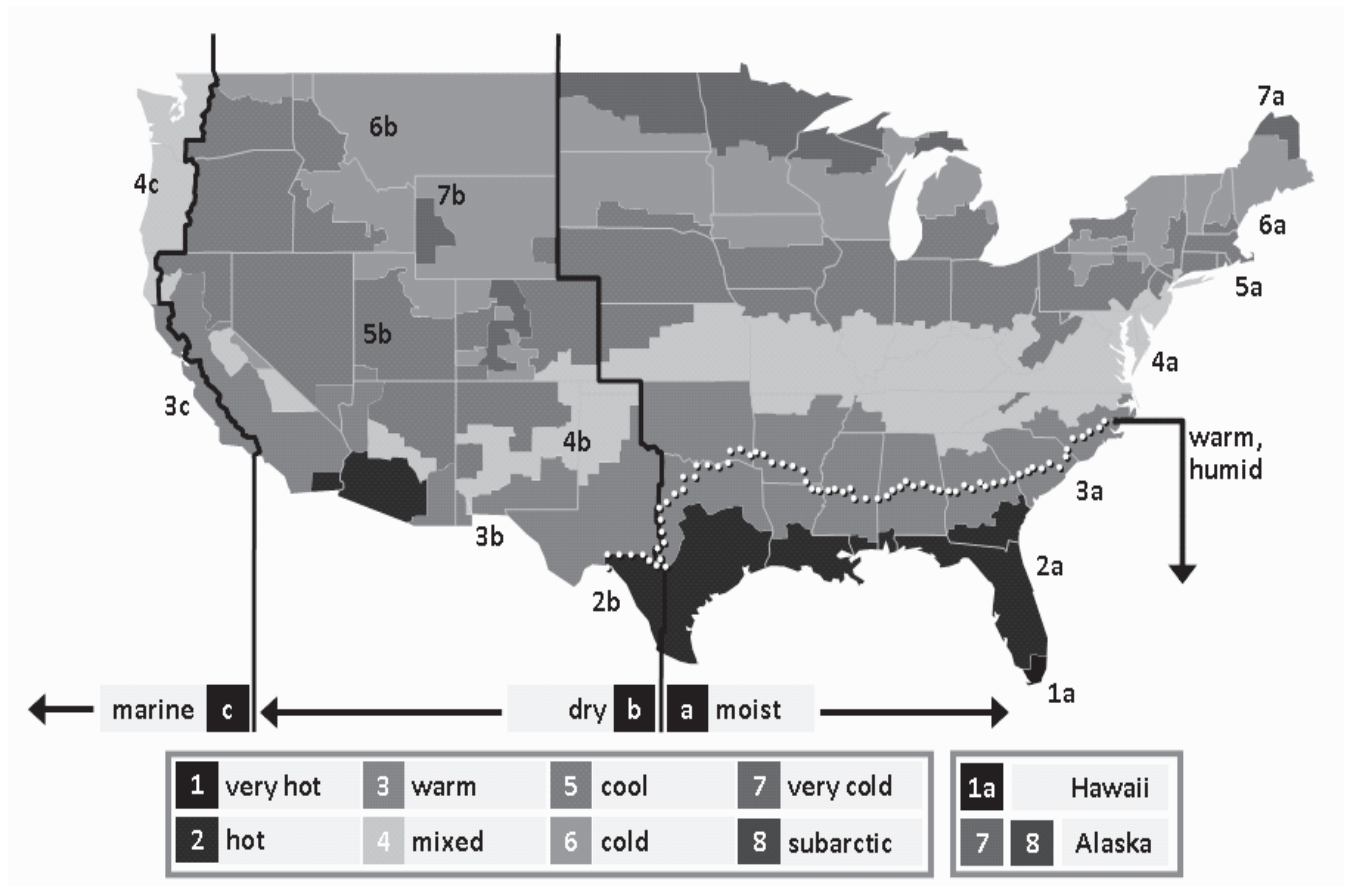 7a
6b
4c
7b
6a
5a
5b
4a
3c
4b
warm,
humid
3a
3b
2a
2b
1a
marine c
dry b
a moist
1 very hot
3 warm
5 cool
7 very cold
2 hot
4 mixed
6 cold
8 subarctic
1a Hawaii
7 8 Alaska